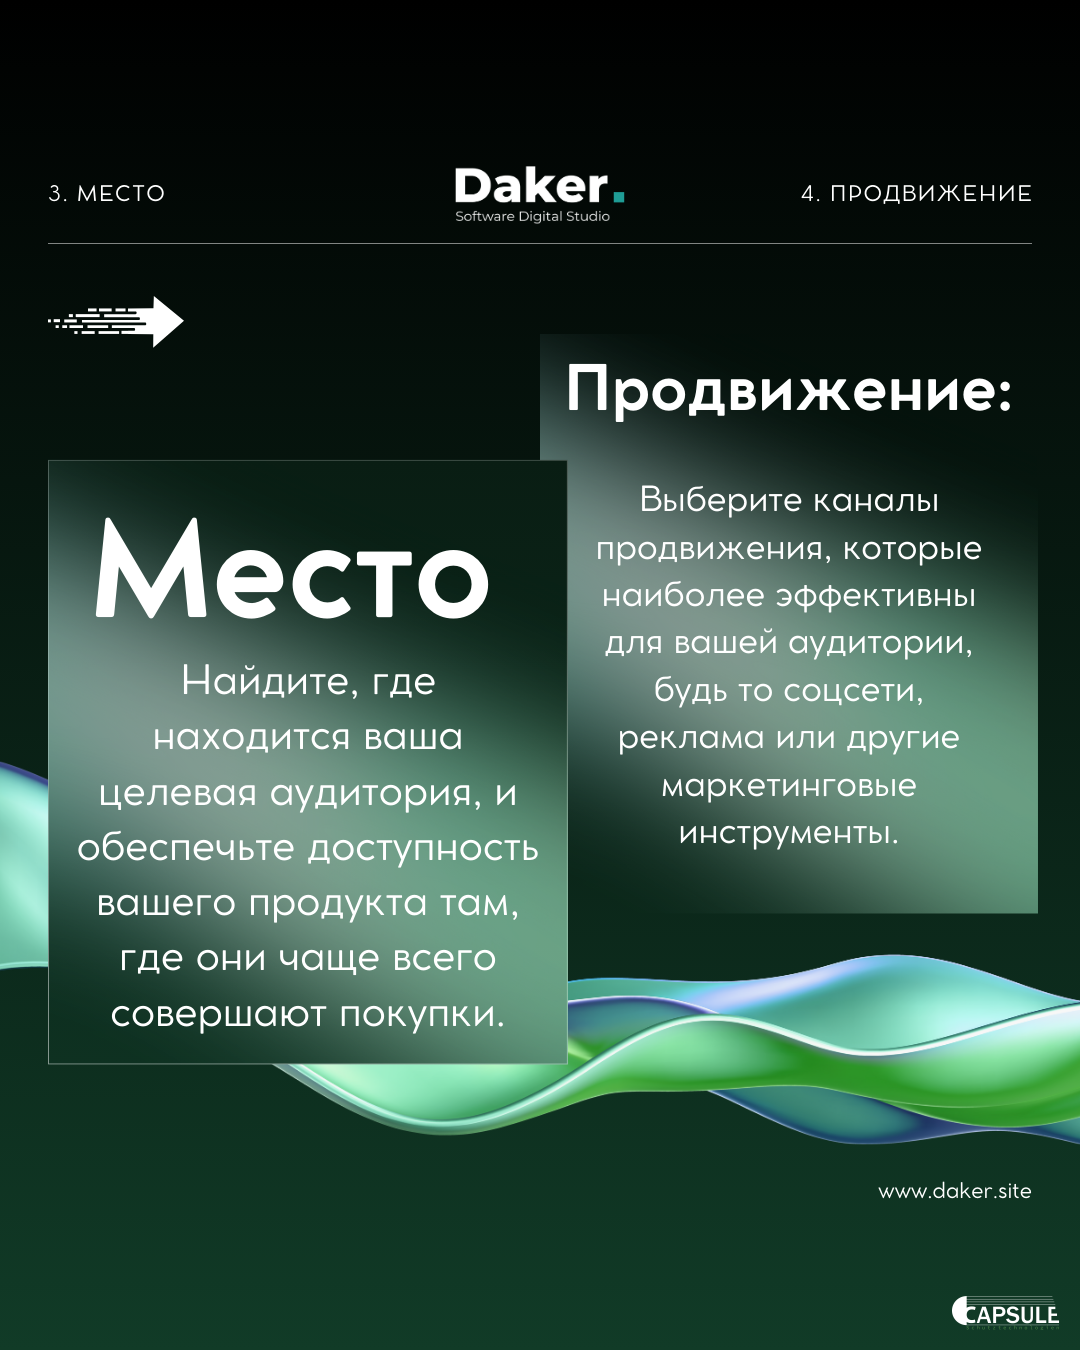 3. МЕСТО
Daker.
Software Digital Studio
4. ПРОДВИЖЕНИЕ
Место
Найдите, где
находится ваша
целевая аудитория, и
обеспечьте доступность
вашего продукта там,
где они чаще всего
совершают покупки.
Продвижение:
Выберите каналы
продвижения, которые
наиболее эффективны
для вашей аудитории,
будь то соцсети,
реклама или другие
маркетинговые
инструменты.
www.daker.site
CAPSULE